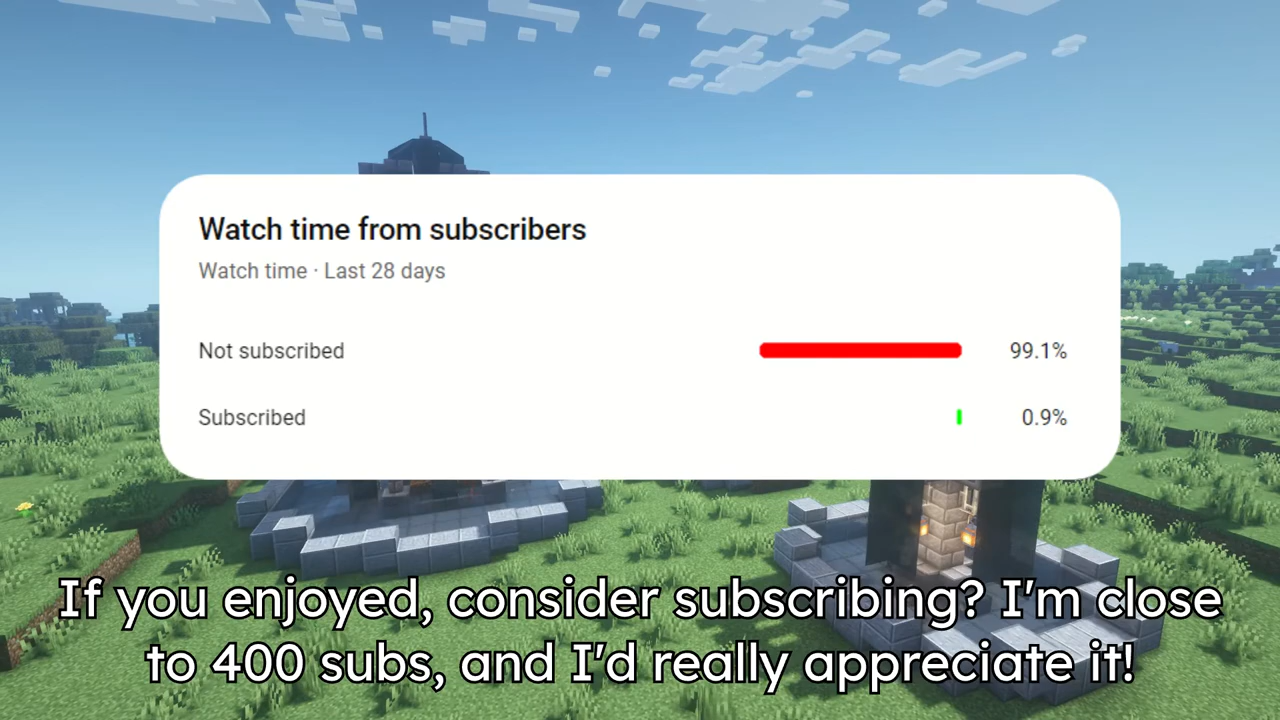 Watch time from subscribers
Watch time · Last 28 days
Not subscribed 99.1%
Subscribed 0.9%
If you enjoyed, consider subscribing? I'm close
to 400 subs, and I'd really appreciate it!